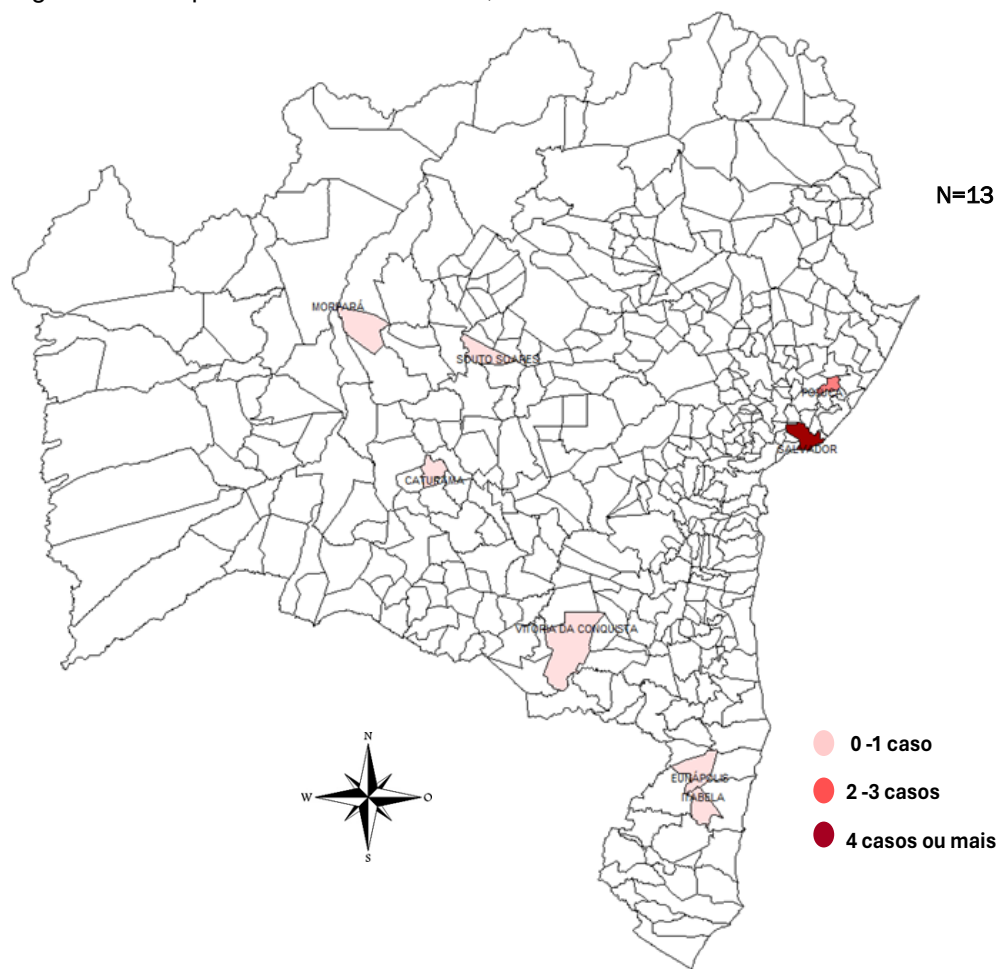 N=13
MORPARÁ
SOUTO SOARES
POJUCA
SALVADOR
CATURAMA
VITÓRIA DA CONQUISTA
EUNÁPOLIS
ITABELA
N
W
O
S
0 -1 caso
2 -3 casos
4 casos ou mais